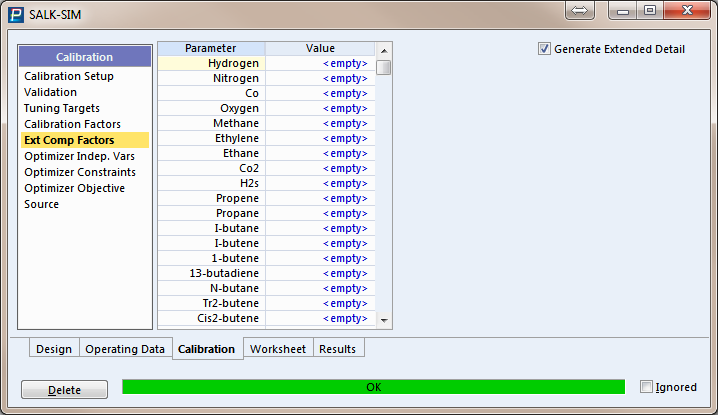 SALK-SIM
Calibration
Calibration Setup
Validation
Tuning Targets
Calibration Factors
Ext Comp Factors
Optimizer Indep. Vars
Optimizer Constraints
Optimizer Objective
Source
Parameter Value
Hydrogen <empty>
Nitrogen <empty>
Co <empty>
Oxygen <empty>
Methane <empty>
Ethylene <empty>
Ethane <empty>
Co2 <empty>
H2s <empty>
Propene <empty>
Propane <empty>
I-butane <empty>
I-butene <empty>
1-butene <empty>
13-butadiene <empty>
N-butane <empty>
Tr2-butene <empty>
Cis2-butene <empty>
Generate Extended Detail
Design Operating Data Calibration Worksheet Results
Delete OK Ignored